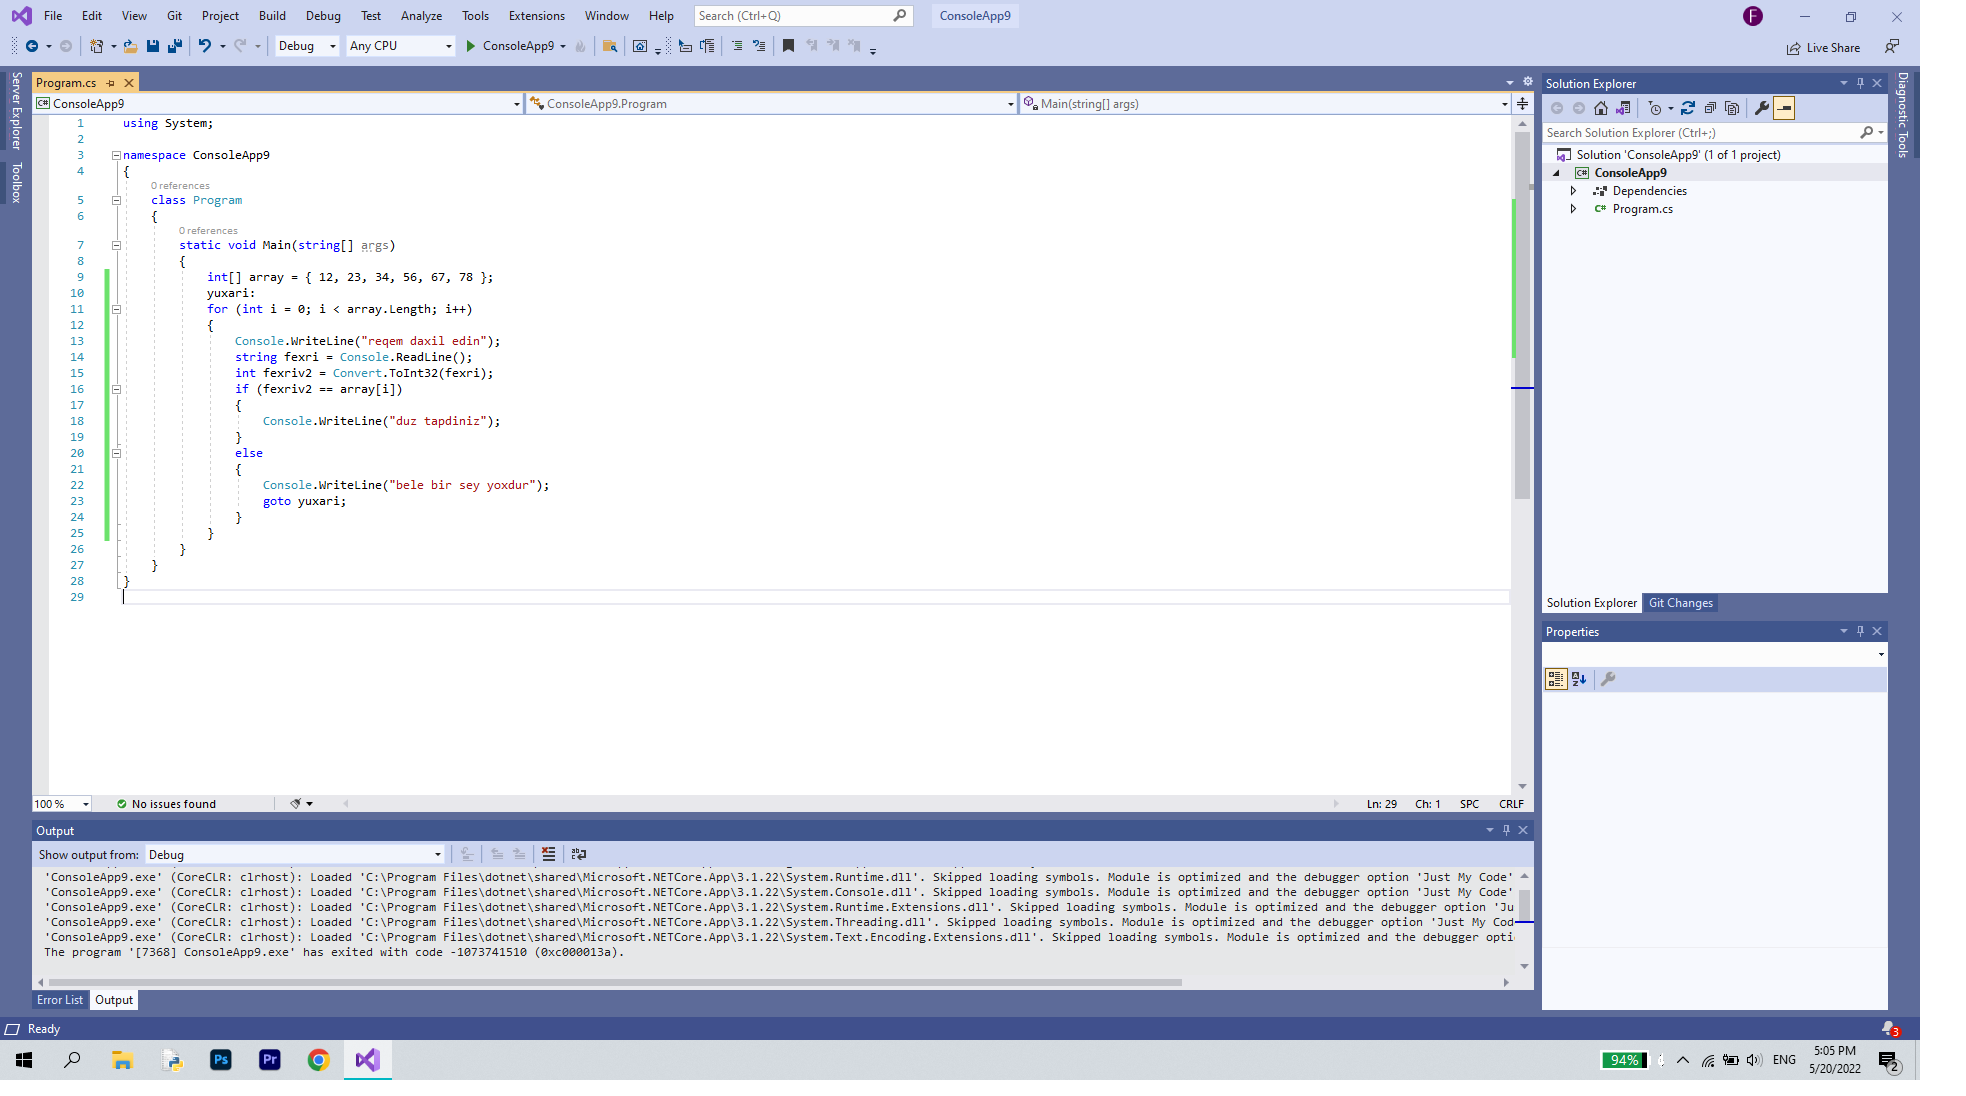 File Edit View Git Project Build Debug Test Analyze Tools Extensions Window Help Search (Ctrl+Q) ConsoleApp9 F
Debug Any CPU ConsoleApp9 Live Share
Server Explorer
Toolbox
Program.cs
ConsoleApp9 ConsoleApp9.Program Main(string[] args)
1 using System;
2
3 namespace ConsoleApp9
4 {
0 references
5 class Program
6 {
0 references
7 static void Main(string[] args)
8 {
9 int[] array = { 12, 23, 34, 56, 67, 78 };
10 yuxari:
11 for (int i = 0; i < array.Length; i++)
12 {
13 Console.WriteLine("reqem daxil edin");
14 string fexri = Console.ReadLine();
15 int fexriv2 = Convert.ToInt32(fexri);
16 if (fexriv2 == array[i])
17 {
18 Console.WriteLine("duz tapdiniz");
19 }
20 else
21 {
22 Console.WriteLine("bele bir sey yoxdur");
23 goto yuxari;
24 }
25 }
26 }
27 }
28 }
29
100 % No issues found Ln: 29 Ch: 1 SPC CRLF
Output
Show output from: Debug
'ConsoleApp9.exe' (CoreCLR: clrhost): Loaded 'C:\Program Files\dotnet\shared\Microsoft.NETCore.App\3.1.22\System.Runtime.dll'. Skipped loading symbols. Module is optimized and the debugger option 'Just My Code'
'ConsoleApp9.exe' (CoreCLR: clrhost): Loaded 'C:\Program Files\dotnet\shared\Microsoft.NETCore.App\3.1.22\System.Console.dll'. Skipped loading symbols. Module is optimized and the debugger option 'Just My Code'
'ConsoleApp9.exe' (CoreCLR: clrhost): Loaded 'C:\Program Files\dotnet\shared\Microsoft.NETCore.App\3.1.22\System.Runtime.Extensions.dll'. Skipped loading symbols. Module is optimized and the debugger option 'Ju
'ConsoleApp9.exe' (CoreCLR: clrhost): Loaded 'C:\Program Files\dotnet\shared\Microsoft.NETCore.App\3.1.22\System.Threading.dll'. Skipped loading symbols. Module is optimized and the debugger option 'Just My Cod
'ConsoleApp9.exe' (CoreCLR: clrhost): Loaded 'C:\Program Files\dotnet\shared\Microsoft.NETCore.App\3.1.22\System.Text.Encoding.Extensions.dll'. Skipped loading symbols. Module is optimized and the debugger opti
The program '[7368] ConsoleApp9.exe' has exited with code -1073741510 (0xc000013a).
Error List Output
Solution Explorer
Search Solution Explorer (Ctrl+;)
Solution 'ConsoleApp9' (1 of 1 project)
C# ConsoleApp9
Dependencies
C# Program.cs
Solution Explorer Git Changes
Properties
Diagnostic Tools
Ready 3
Ps Pr 94% ENG 5:05 PM
5/20/2022 2